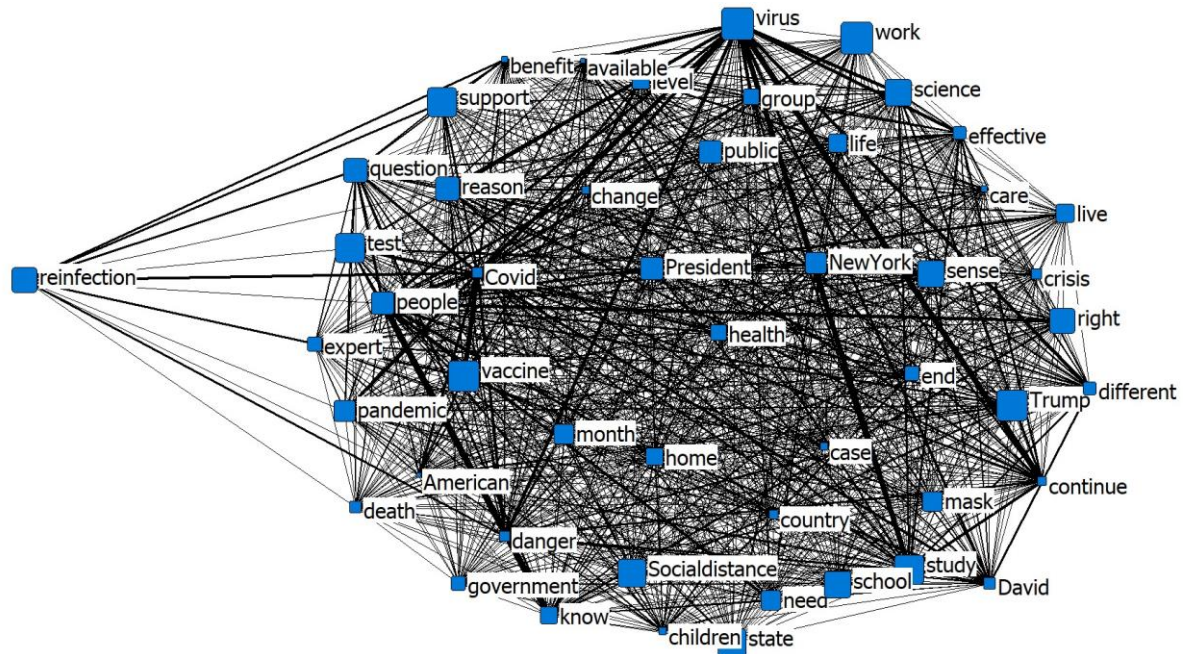 virus
work
benefit
available
level
support
group
science
effective
question
public
life
reason
change
care
live
test
reinfection
Covid
President
NewYork
sense
crisis
people
right
health
expert
vaccine
end
different
pandemic
Trump
month
home
case
American
continue
death
mask
country
danger
Socialdistance
study
government
school
David
need
know
children
state